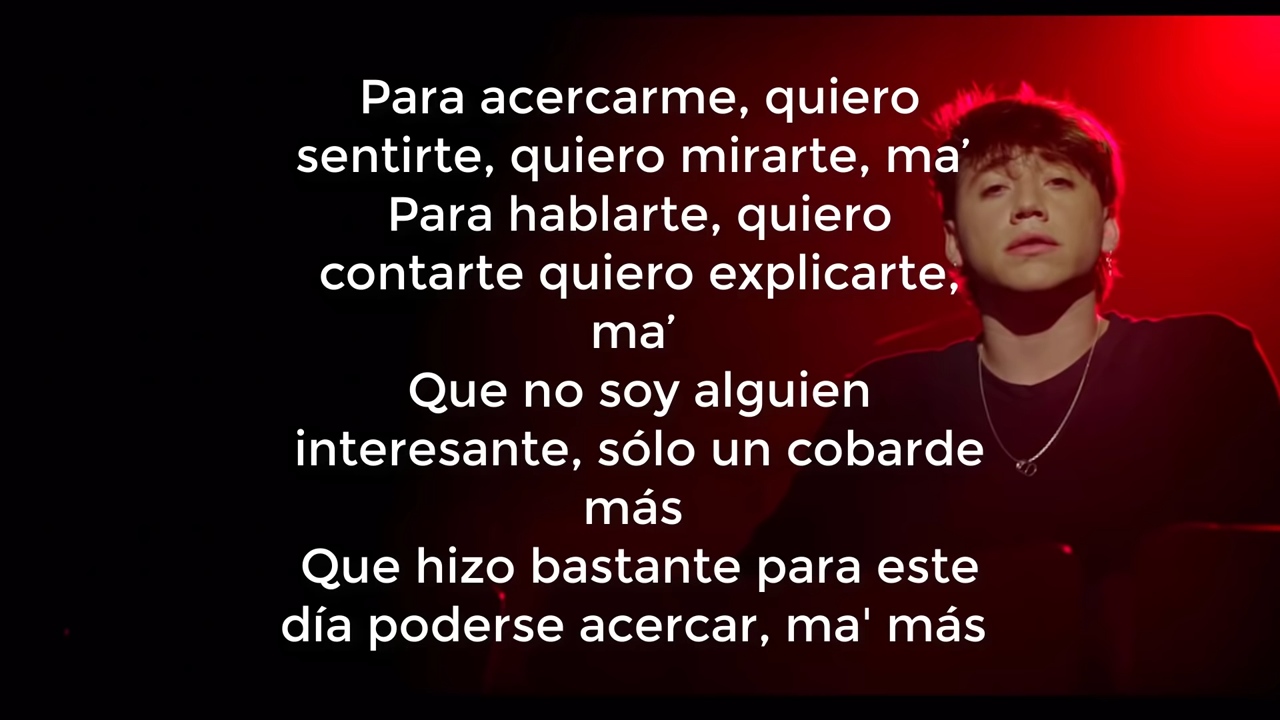 Para acercarme, quiero
sentirte, quiero mirarte, ma’
Para hablarte, quiero
contarte quiero explicarte,
ma’
Que no soy alguien
interesante, sólo un cobarde
más
Que hizo bastante para este
día poderse acercar, ma' más